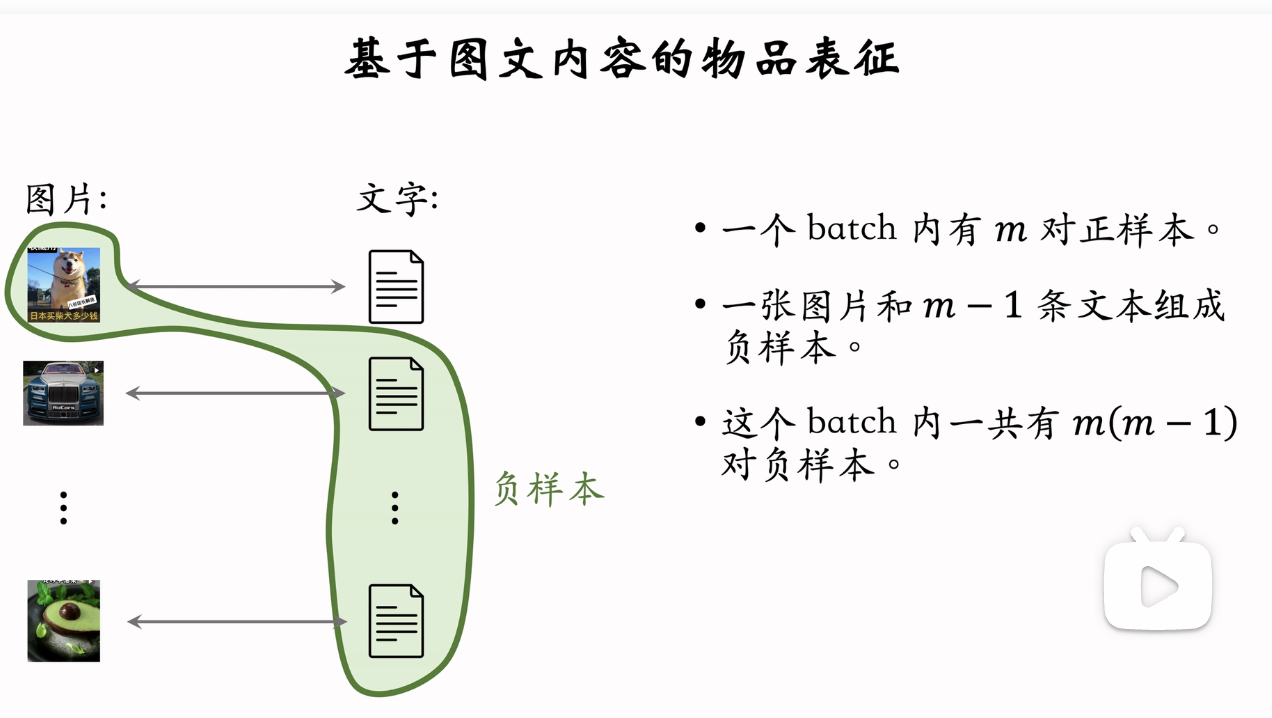 基于图文内容的物品表征
图片:
文字:
日本买柴犬多少钱
负样本
• 一个 batch 内有 m 对正样本。
• 一张图片和 m − 1 条文本组成
负样本。
• 这个 batch 内一共有 m(m − 1)
对负样本。